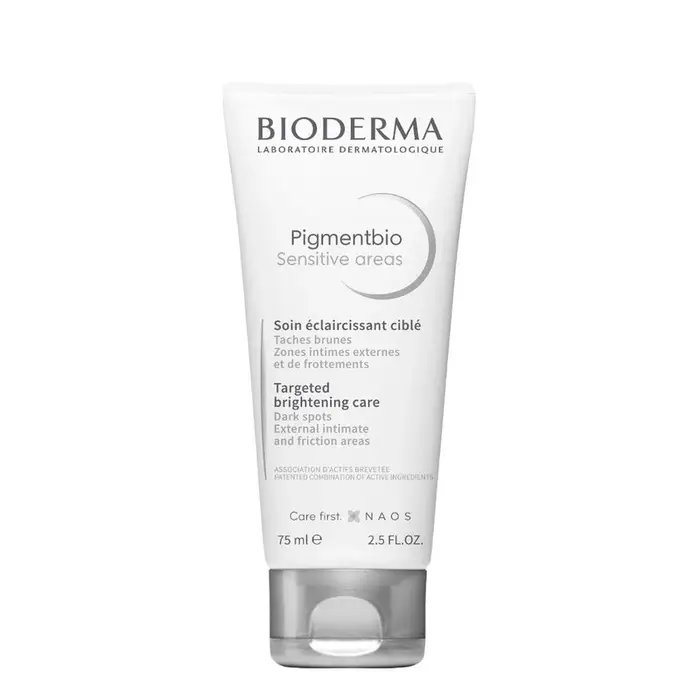 BIODERMA
LABORATOIRE DERMATOLOGIQUE
Pigmentbio
Sensitive areas
Soin éclaircissant ciblé
Taches brunes
Zones intimes externes
et de frottements
Targeted
brightening care
Dark spots
External intimate
and friction areas
ASSOCIATION D'ACTIFS BREVETÉE
PATENTED COMBINATION OF ACTIVE INGREDIENTS
Care first. NAOS
75 ml ℮ 2.5 FL.OZ.